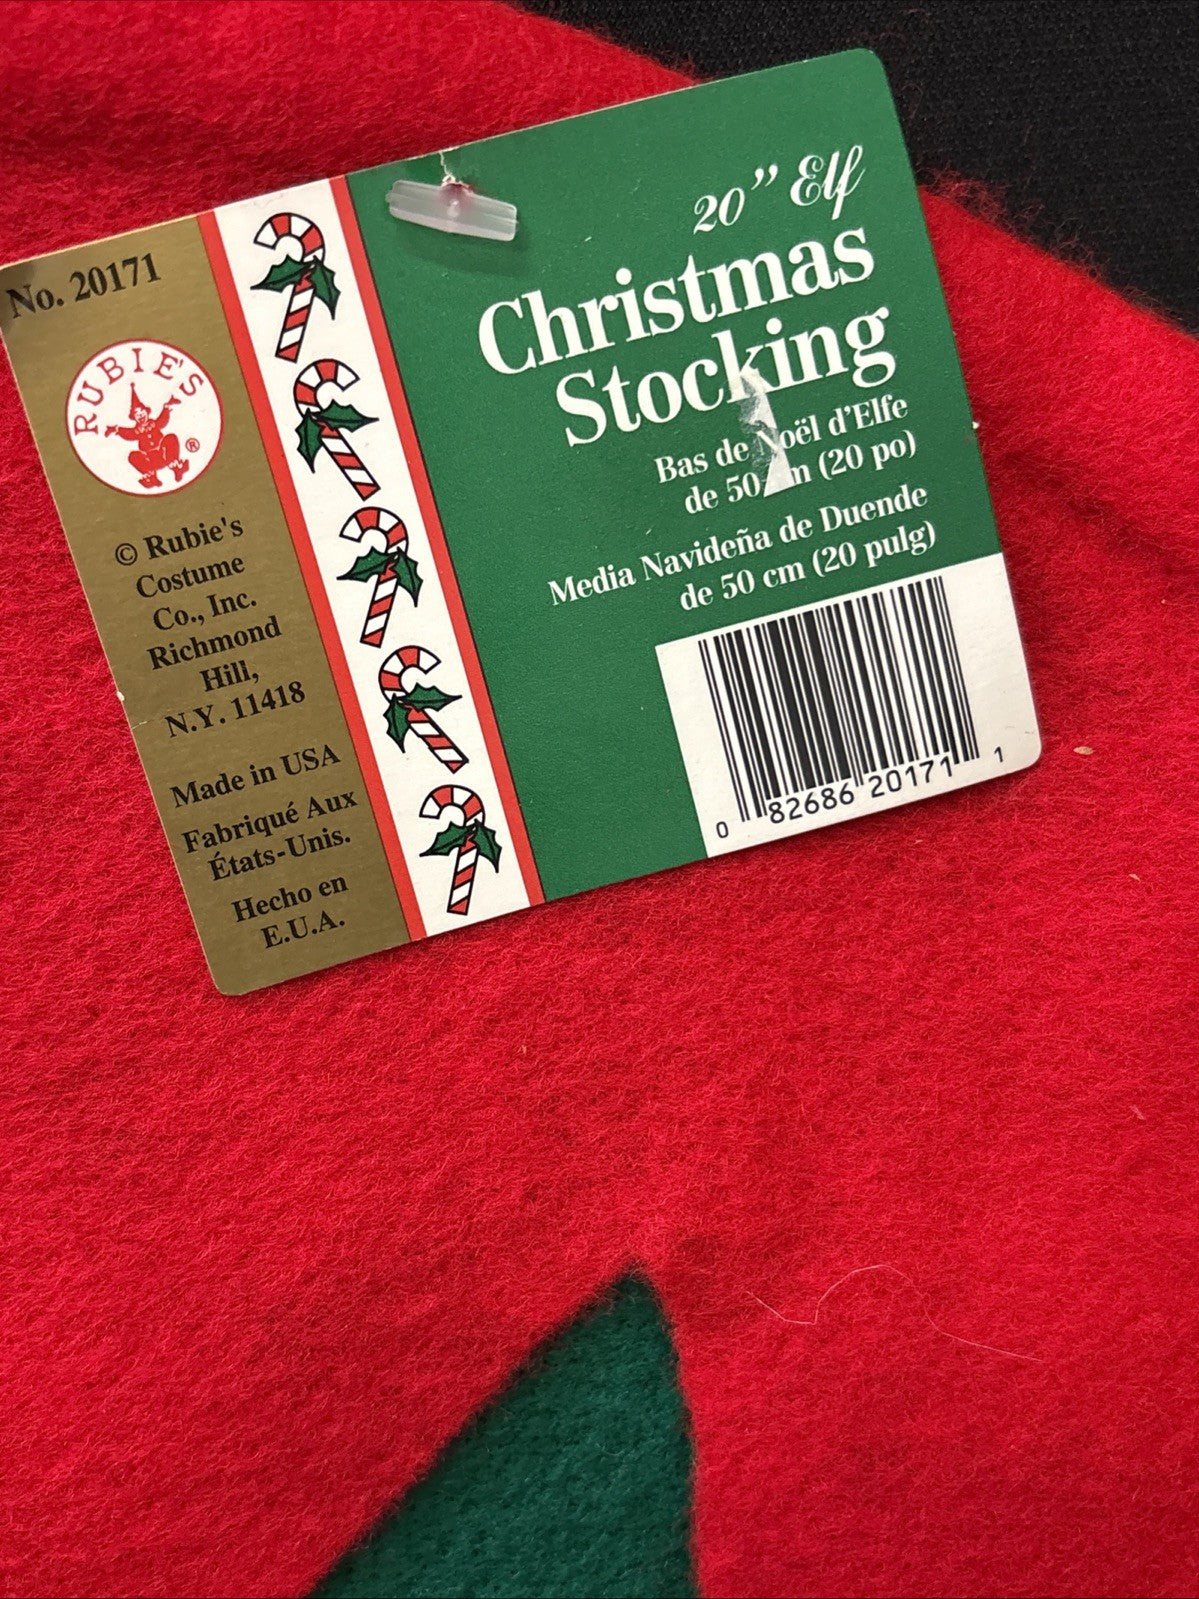 No. 20171
RUBIE'S
®
© Rubie's
Costume
Co., Inc.
Richmond
Hill,
N.Y. 11418
Made in USA
Fabriqué Aux
États-Unis.
Hecho en
E.U.A.
20" Elf
Christmas
Stocking
Bas de Noël d'Elfe
de 50 cm (20 po)
Media Navideña de Duende
de 50 cm (20 pulg)
0 82686 20171 1